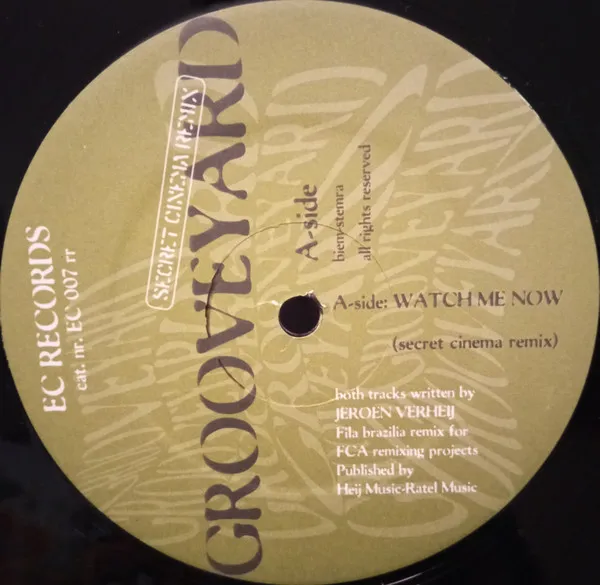 EC RECORDS
cat. nr. EC 007 rr
SECRET CINEMA REMIX
GROOVEYARD
A-side
biem/stemra
all rights reserved
A-side: WATCH ME NOW
(secret cinema remix)
both tracks written by
JEROEN VERHEIJ
Fila brazilia remix for
FCA remixing projects
Published by
Heij Music-Ratel Music